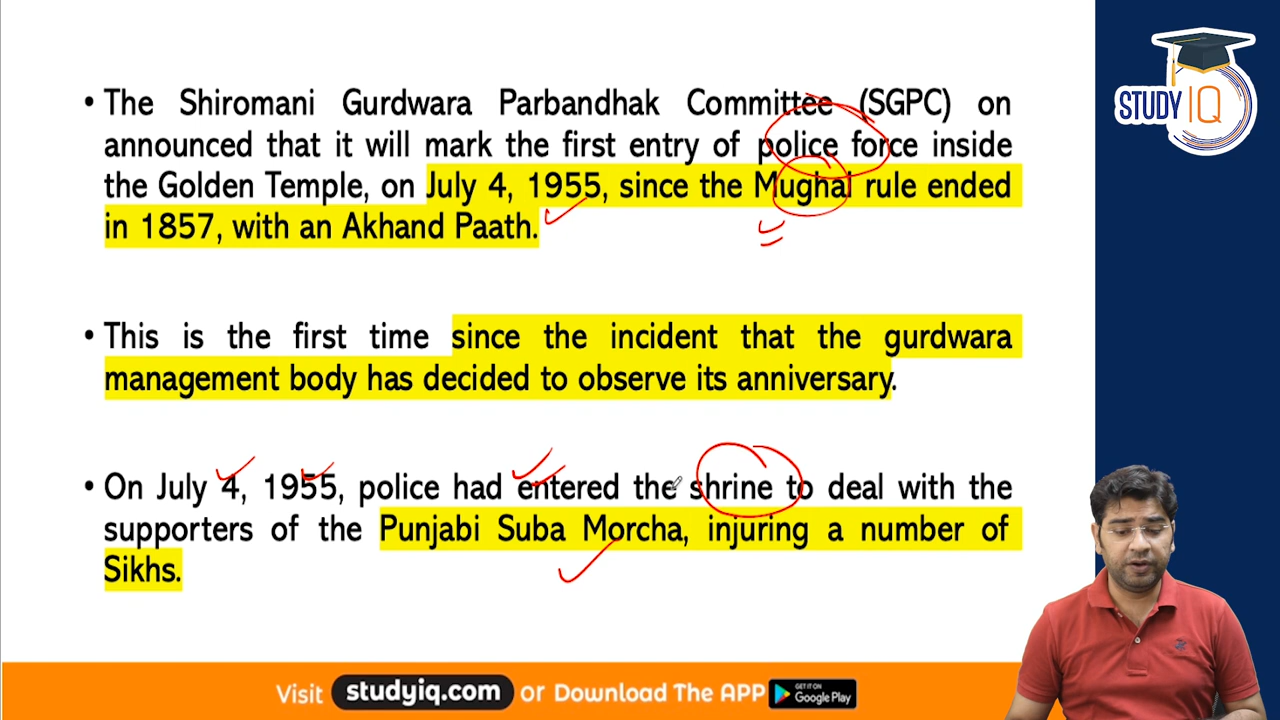 STUDY IQ
• The Shiromani Gurdwara Parbandhak Committee (SGPC) on
announced that it will mark the first entry of police force inside
the Golden Temple, on July 4, 1955, since the Mughal rule ended
in 1857, with an Akhand Paath.
• This is the first time since the incident that the gurdwara
management body has decided to observe its anniversary.
• On July 4, 1955, police had entered the shrine to deal with the
supporters of the Punjabi Suba Morcha, injuring a number of
Sikhs.
Visit studyiq.com or Download The APP GET IT ON Google Play